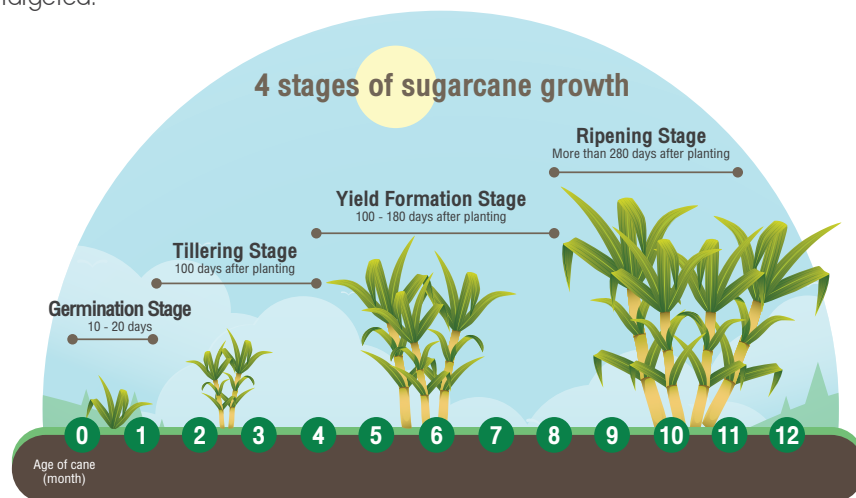 Targeted.
4 stages of sugarcane growth
Ripening Stage
More than 280 days after planting
Yield Formation Stage
100 - 180 days after planting
Tillering Stage
100 days after planting
Germination Stage
10 - 20 days
0 1 2 3 4 5 6 7 8 9 10 11 12
Age of cane
(month)